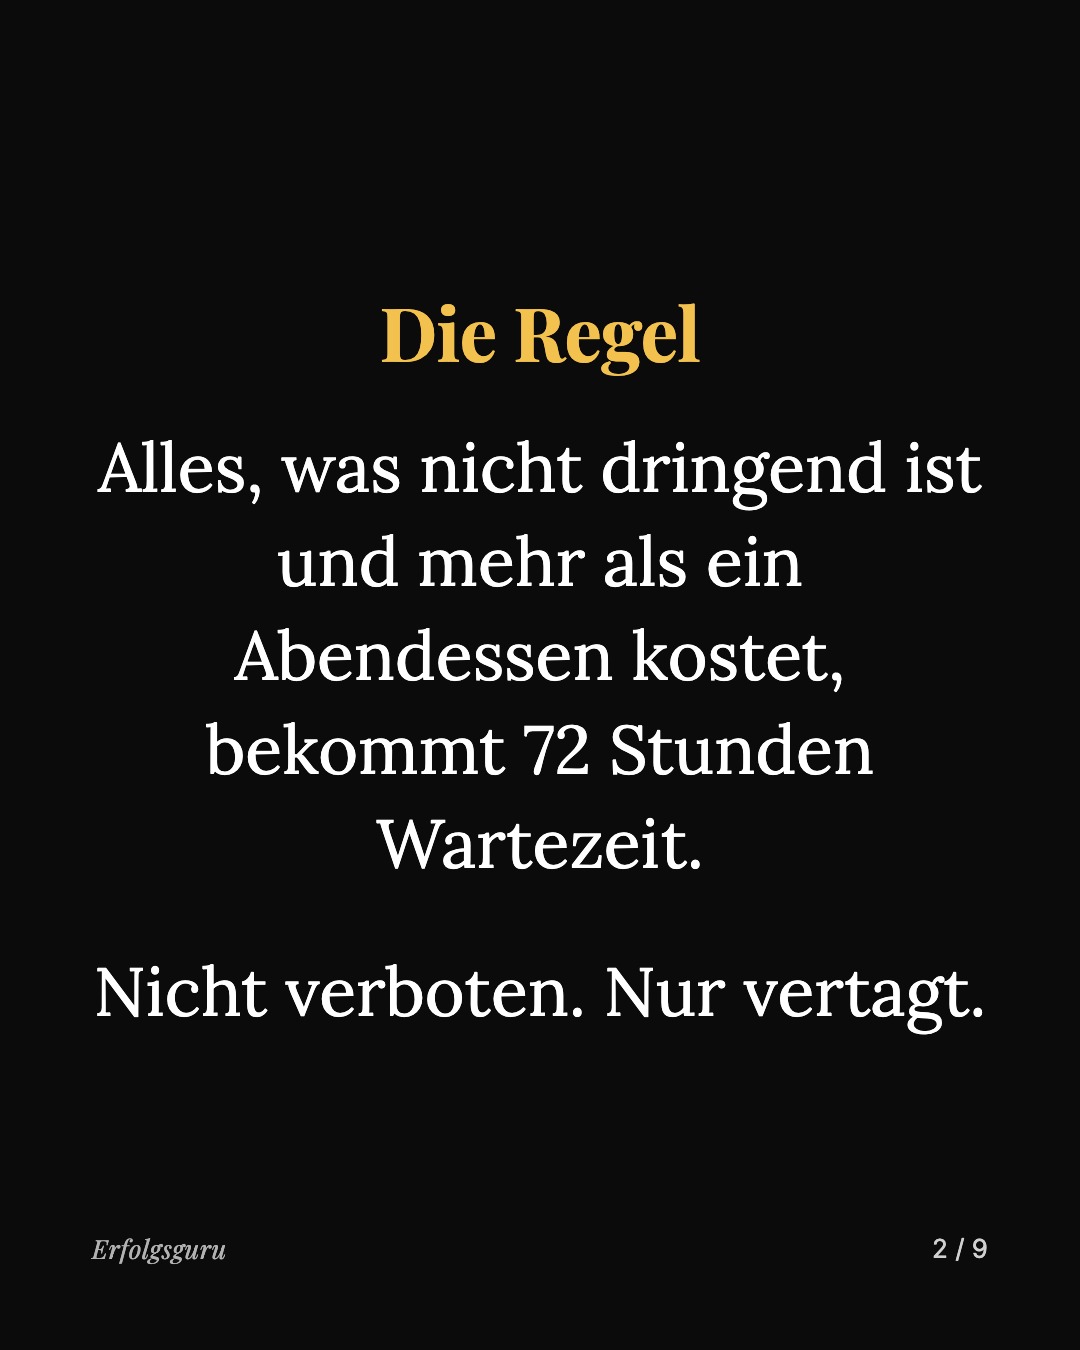 Die Regel
Alles, was nicht dringend ist
und mehr als ein
Abendessen kostet,
bekommt 72 Stunden
Wartezeit.
Nicht verboten. Nur vertagt.
Erfolgsguru
2 / 9